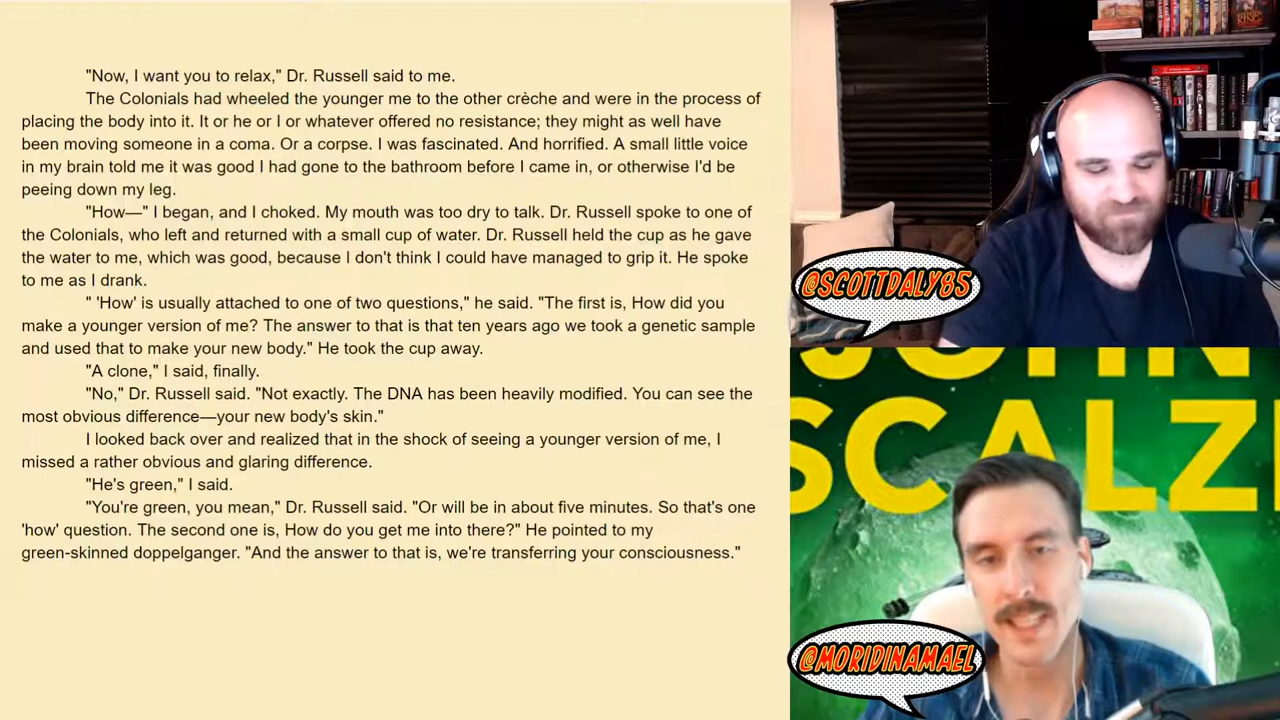 "Now, I want you to relax," Dr. Russell said to me.
The Colonials had wheeled the younger me to the other crèche and were in the process of
placing the body into it. It or he or I or whatever offered no resistance; they might as well have
been moving someone in a coma. Or a corpse. I was fascinated. And horrified. A small little voice
in my brain told me it was good I had gone to the bathroom before I came in, or otherwise I'd be
peeing down my leg.
"How—" I began, and I choked. My mouth was too dry to talk. Dr. Russell spoke to one of
the Colonials, who left and returned with a small cup of water. Dr. Russell held the cup as he gave
the water to me, which was good, because I don't think I could have managed to grip it. He spoke
to me as I drank.
" 'How' is usually attached to one of two questions," he said. "The first is, How did you
make a younger version of me? The answer to that is that ten years ago we took a genetic sample
and used that to make your new body." He took the cup away.
"A clone," I said, finally.
"No," Dr. Russell said. "Not exactly. The DNA has been heavily modified. You can see the
most obvious difference—your new body's skin."
I looked back over and realized that in the shock of seeing a younger version of me, I
missed a rather obvious and glaring difference.
"He's green," I said.
"You're green, you mean," Dr. Russell said. "Or will be in about five minutes. So that's one
'how' question. The second one is, How do you get me into there?" He pointed to my
green-skinned doppelganger. "And the answer to that is, we're transferring your consciousness."
@SCOTTDALY85
JOHN
SCALZI
@MORIDINAMAEL